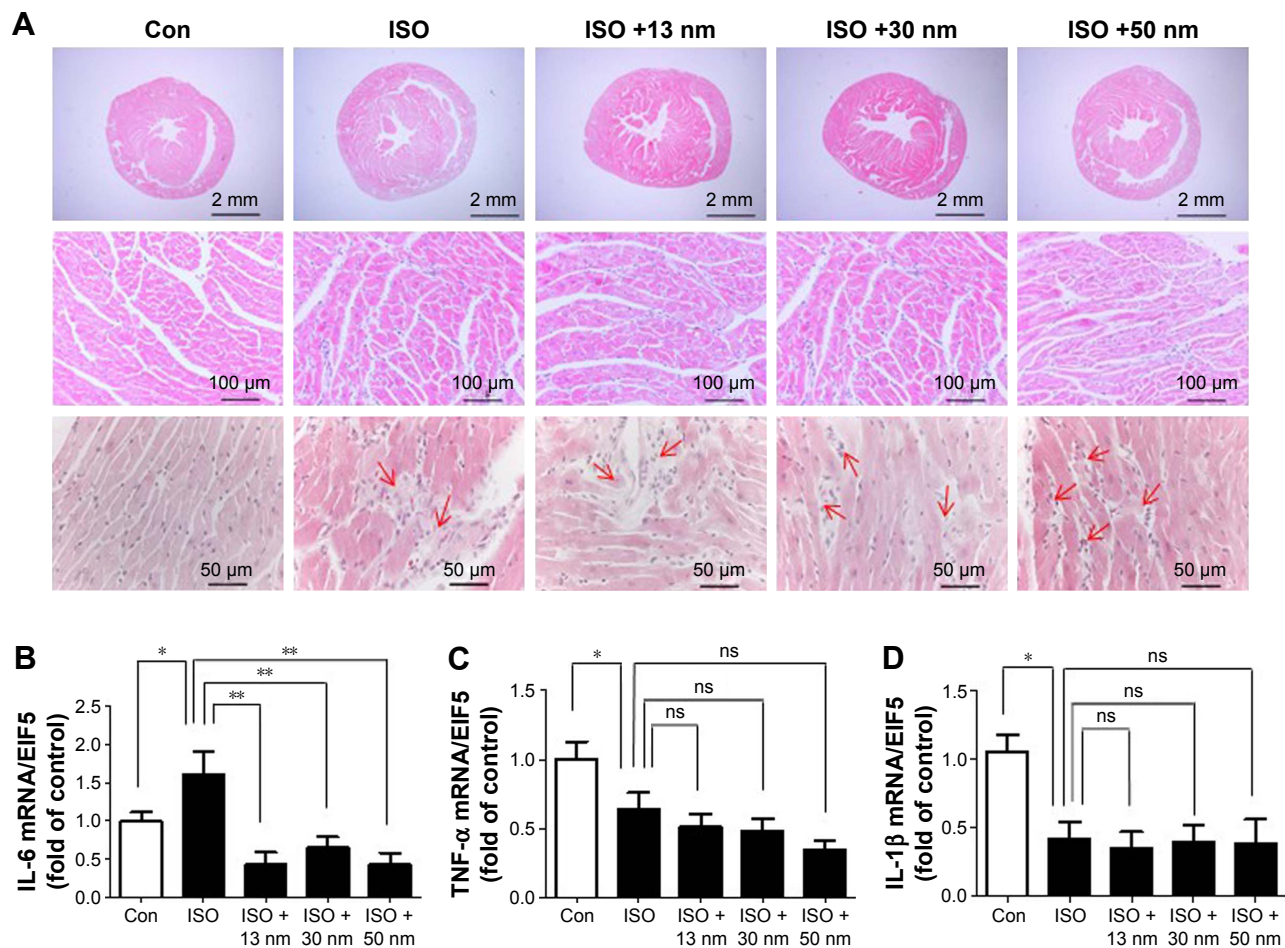 A
Con
ISO
ISO +13 nm
ISO +30 nm
ISO +50 nm
2 mm
2 mm
2 mm
2 mm
2 mm
100 µm
100 µm
100 µm
100 µm
100 µm
50 µm
50 µm
50 µm
50 µm
50 µm
B
IL-6 mRNA/EIF5
(fold of control)
2.5
2.0
1.5
1.0
0.5
0.0
*
**
**
**
Con
ISO
ISO +
13 nm
ISO +
30 nm
ISO +
50 nm
C
TNF-α mRNA/EIF5
(fold of control)
1.5
1.0
0.5
0.0
*
ns
ns
ns
Con
ISO
ISO +
13 nm
ISO +
30 nm
ISO +
50 nm
D
IL-1β mRNA/EIF5
(fold of control)
1.5
1.0
0.5
0.0
*
ns
ns
ns
Con
ISO
ISO +
13 nm
ISO +
30 nm
ISO +
50 nm